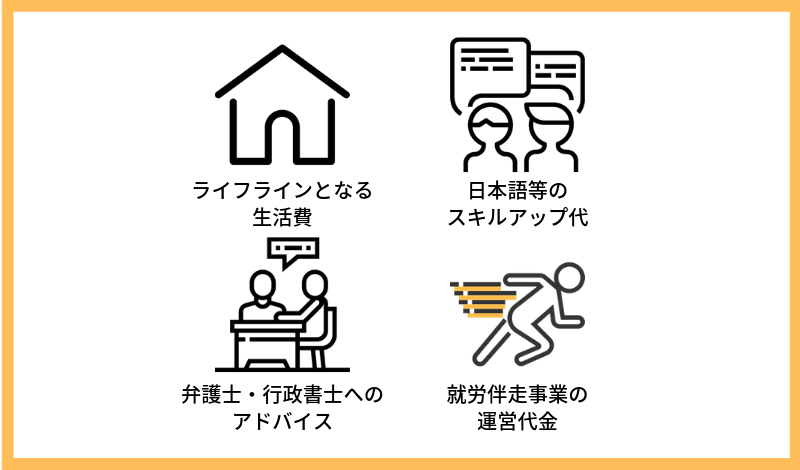 ライフラインとなる
生活費
日本語等の
スキルアップ代
弁護士・行政書士への
アドバイス
就労伴走事業の
運営代金